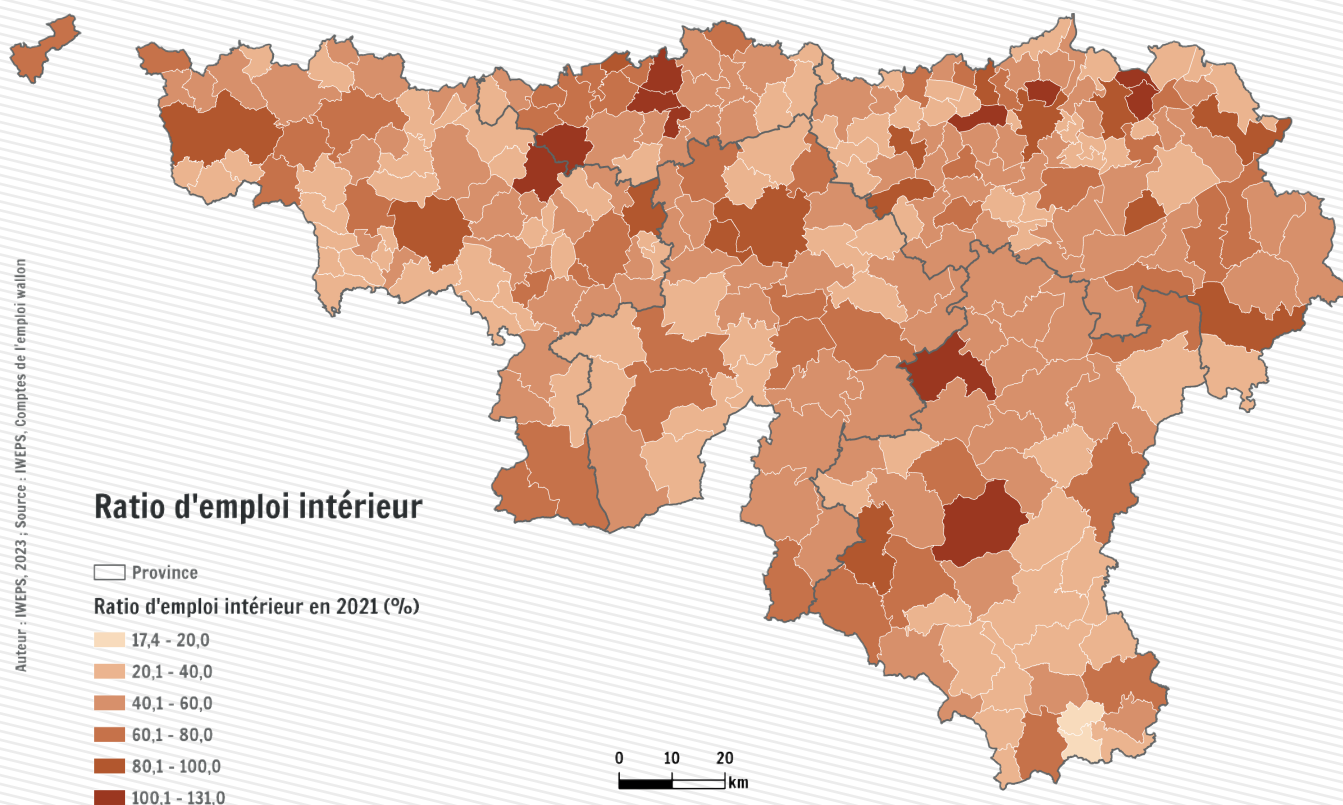 Auteur : IWEPS, 2023 ; Source : IWEPS, Comptes de l'emploi wallon
Ratio d'emploi intérieur
Province
Ratio d'emploi intérieur en 2021 (%)
17,4 - 20,0
20,1 - 40,0
40,1 - 60,0
60,1 - 80,0
80,1 - 100,0
100,1 - 131,0
0 10 20
km